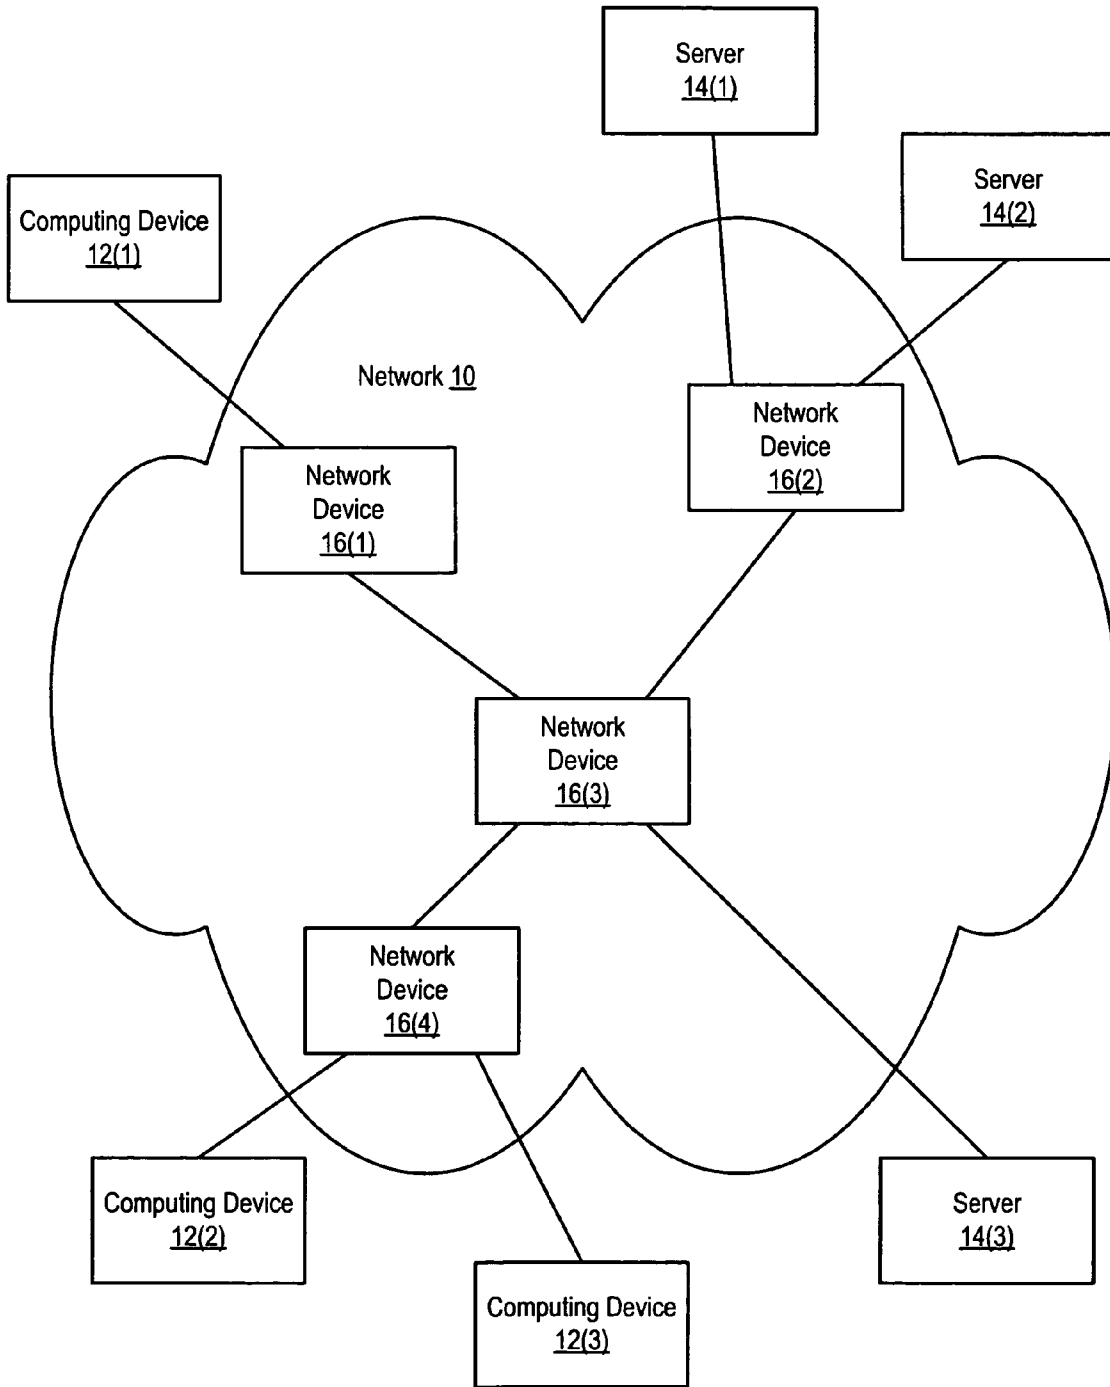 Server
14(1)
Server
14(2)
Computing Device
12(1)
Network 10
Network
Device
16(2)
Network
Device
16(1)
Network
Device
16(3)
Network
Device
16(4)
Computing Device
12(2)
Server
14(3)
Computing Device
12(3)